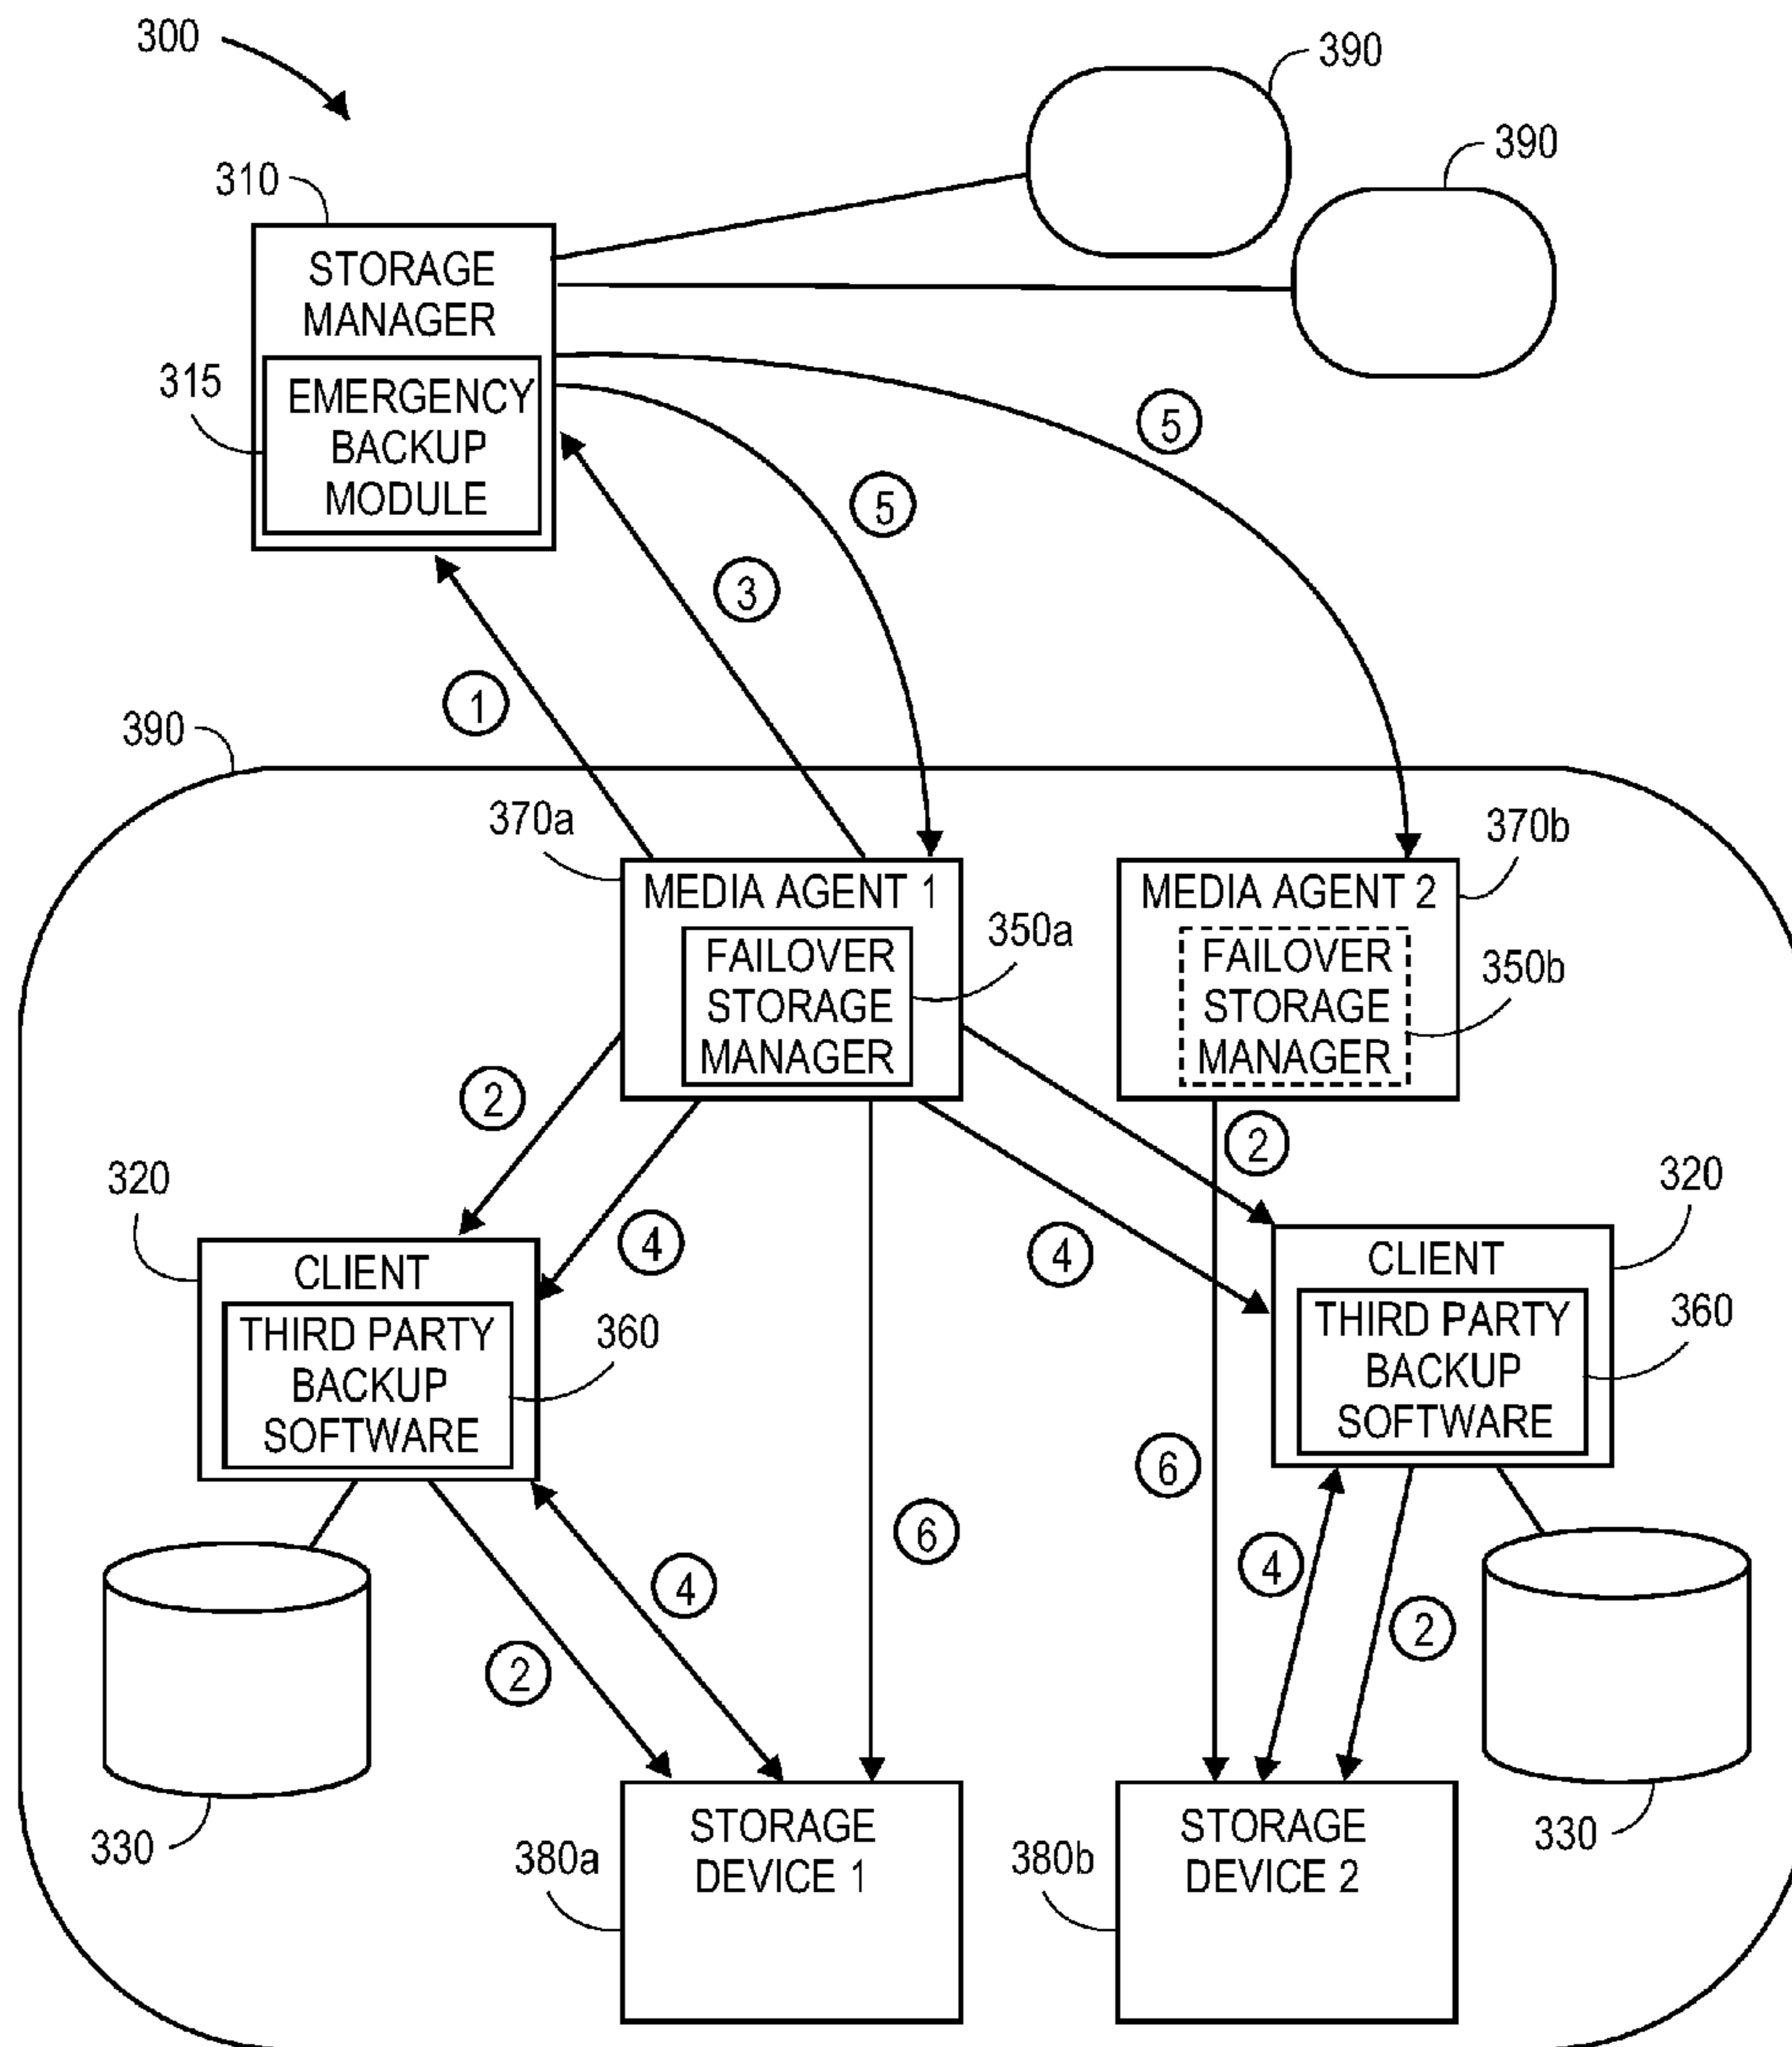 300
390
390
310
STORAGE
MANAGER
315
EMERGENCY
BACKUP
MODULE
5
5
3
1
390
370a
370b
MEDIA AGENT 1
MEDIA AGENT 2
350a
FAILOVER
STORAGE
MANAGER
FAILOVER
STORAGE
MANAGER
350b
2
2
320
320
4
4
CLIENT
CLIENT
THIRD PARTY
BACKUP
SOFTWARE
360
THIRD PARTY
BACKUP
SOFTWARE
360
6
6
4
4
2
2
330
330
380a
STORAGE
DEVICE 1
380b
STORAGE
DEVICE 2